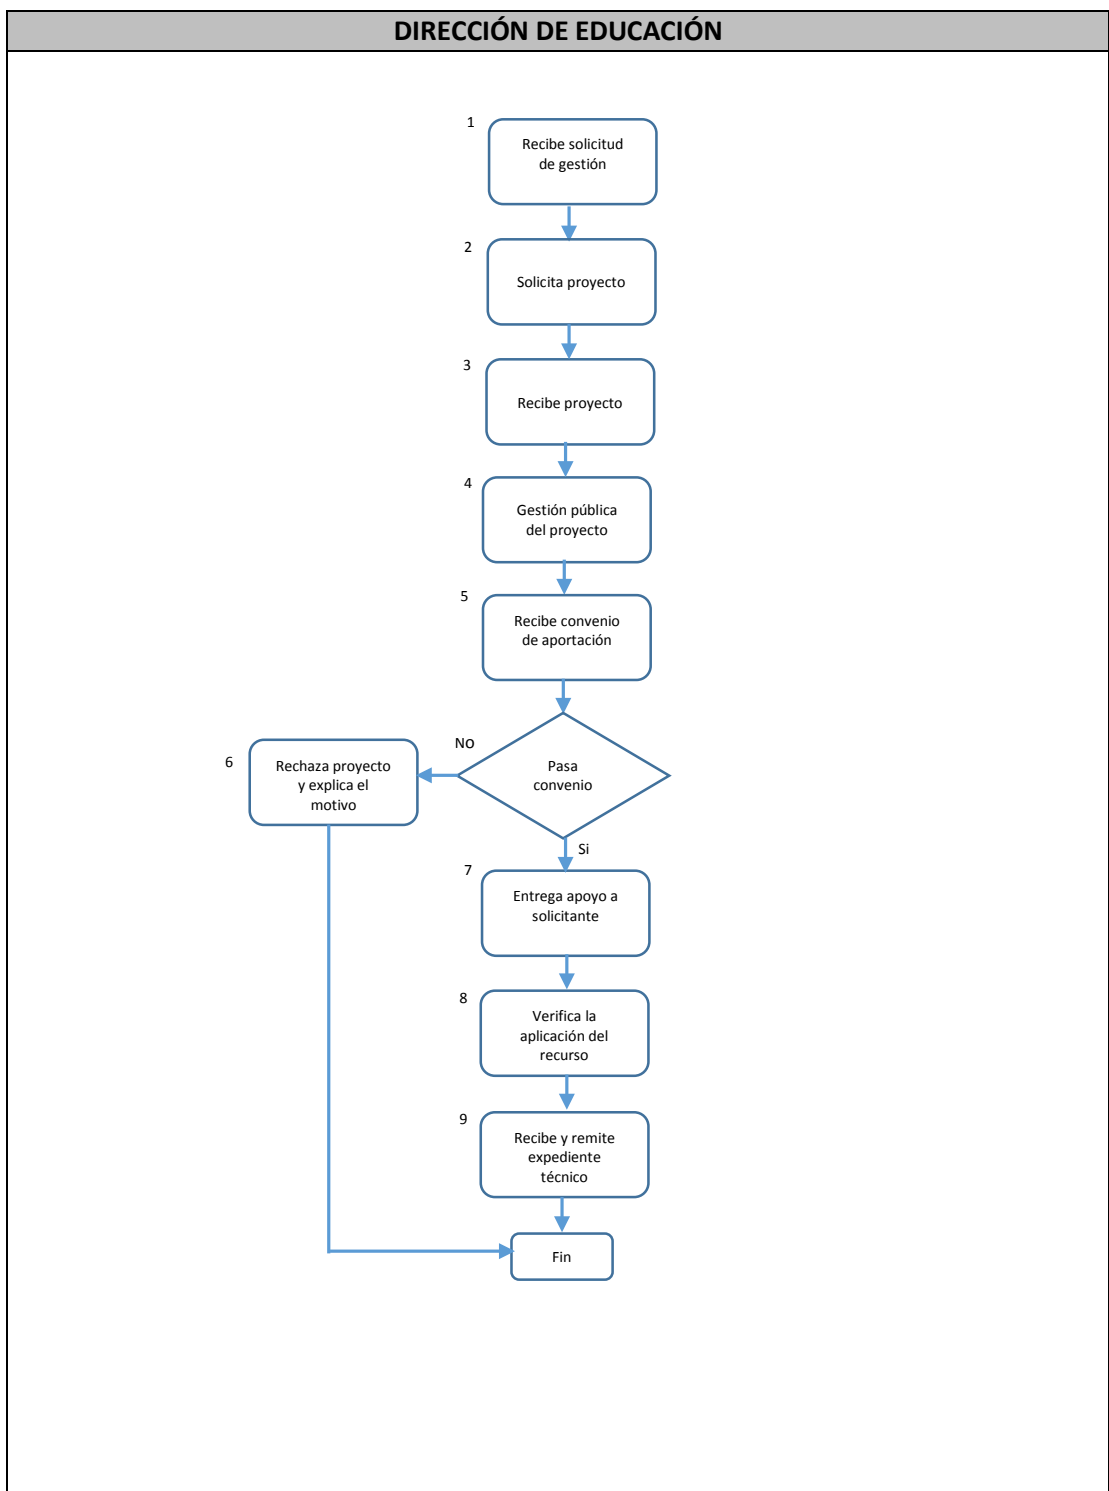 DIRECCIÓN DE EDUCACIÓN
1
Recibe solicitud
de gestión
2
Solicita proyecto
3
Recibe proyecto
4
Gestión pública
del proyecto
5
Recibe convenio
de aportación
No
Pasa
convenio
6
Rechaza proyecto
y explica el
motivo
Si
7
Entrega apoyo a
solicitante
8
Verifica la
aplicación del
recurso
9
Recibe y remite
expediente
técnico
Fin